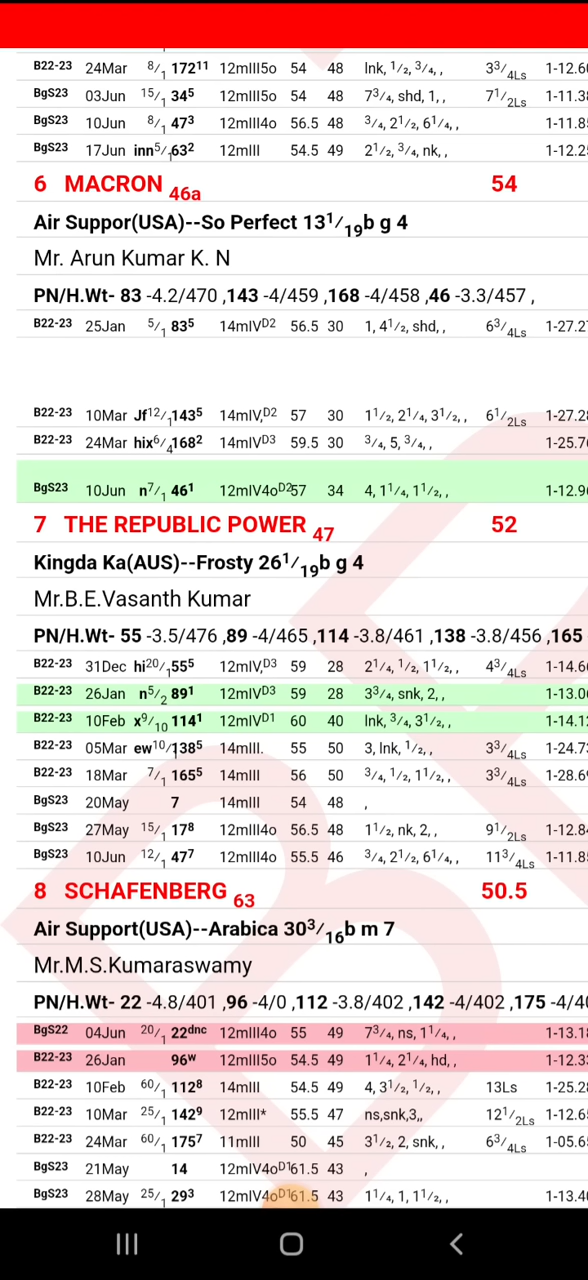 B22-23 24Mar 8/1 172¹¹ 12mIII5o 54 48 lnk, 1/2, 3/4, , 3³/4Ls 1-12.6
BgS23 03Jun 15/1 34⁵ 12mIII5o 54 48 7³/4, shd, 1, , 7¹/2Ls 1-11.3
BgS23 10Jun 8/1 47³ 12mIII4o 56.5 48 3/4, 2¹/2, 6¹/4, , 1-11.8
BgS23 17Jun inn5/1 63² 12mIII 54.5 49 2¹/2, 3/4, nk, , 1-12.2
6 MACRON 46a 54
Air Suppor(USA)--So Perfect 13¹/19b g 4
Mr. Arun Kumar K. N
PN/H.Wt- 83 -4.2/470 ,143 -4/459 ,168 -4/458 ,46 -3.3/457 ,
B22-23 25Jan 5/1 83⁵ 14mIVD2 56.5 30 1, 4¹/2, shd, , 6³/4Ls 1-27.2
B22-23 10Mar Jf12/1 143⁵ 14mIV,D2 57 30 1¹/2, 2¹/4, 3¹/2, , 6¹/2Ls 1-27.2
B22-23 24Mar hix6/4 168² 14mIVD3 59.5 30 3/4, 5, 3/4, , 1-25.7
BgS23 10Jun n7/1 46¹ 12mIV4oD2 57 34 4, 1¹/4, 1¹/2, , 1-12.9
7 THE REPUBLIC POWER 47 52
Kingda Ka(AUS)--Frosty 26¹/19b g 4
Mr.B.E.Vasanth Kumar
PN/H.Wt- 55 -3.5/476 ,89 -4/465 ,114 -3.8/461 ,138 -3.8/456 ,165
B22-23 31Dec hi20/1 55⁵ 12mIV,D3 59 28 2¹/4, 1/2, 1¹/2, , 4³/4Ls 1-14.6
B22-23 26Jan n5/2 89¹ 12mIVD3 59 28 3³/4, snk, 2, , 1-13.0
B22-23 10Feb x9/10 114¹ 12mIVD1 60 40 lnk, 3/4, 3¹/2, , 1-14.1
B22-23 05Mar ew10/1 138⁵ 14mIII. 55 50 3, lnk, 1/2, , 3³/4Ls 1-24.7
B22-23 18Mar 7/1 165⁵ 14mIII 56 50 3/4, 1/2, 1¹/2, , 3³/4Ls 1-28.6
BgS23 20May 7 14mIII 54 48 ,
BgS23 27May 15/1 17⁸ 12mIII4o 56.5 48 1¹/2, nk, 2, , 9¹/2Ls 1-12.8
BgS23 10Jun 12/1 47⁷ 12mIII4o 55.5 46 3/4, 2¹/2, 6¹/4, , 11³/4Ls 1-11.8
8 SCHAFENBERG 63 50.5
Air Support(USA)--Arabica 30³/16b m 7
Mr.M.S.Kumaraswamy
PN/H.Wt- 22 -4.8/401 ,96 -4/0 ,112 -3.8/402 ,142 -4/402 ,175 -4/4
BgS22 04Jun 20/1 22dnc 12mIII4o 55 49 7³/4, ns, 1¹/4, , 1-13.1
B22-23 26Jan 96w 12mIII5o 54.5 49 1¹/4, 2¹/4, hd, , 1-12.3
B22-23 10Feb 60/1 112⁸ 14mIII 54.5 49 4, 3¹/2, 1/2, , 13Ls 1-25.2
B22-23 10Mar 25/1 142⁹ 12mIII* 55.5 47 ns,snk,3,, 12¹/2Ls 1-12.6
B22-23 24Mar 60/1 175⁷ 11mIII 50 45 3¹/2, 2, snk, , 6³/4Ls 1-05.6
BgS23 21May 14 12mIV4oD1 61.5 43 ,
BgS23 28May 25/1 29³ 12mIV4oD1 61.5 43 1¹/4, 1, 1¹/2, , 1-13.4